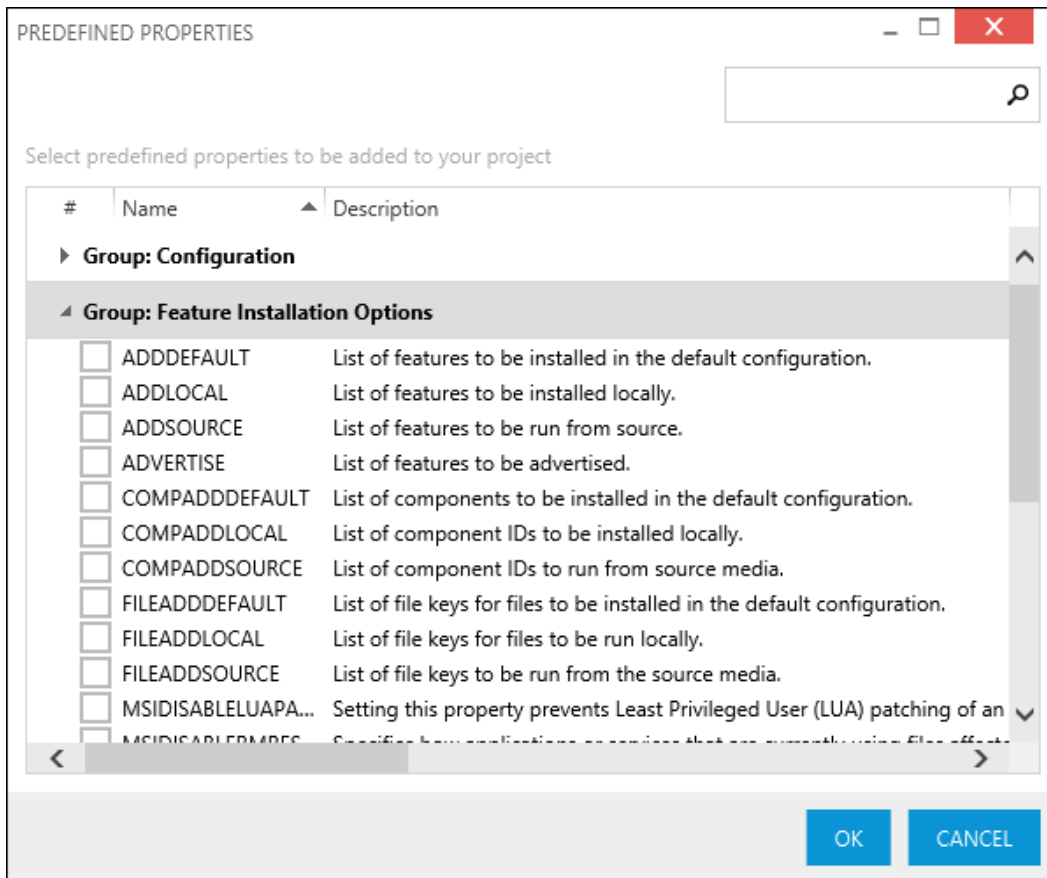 PREDEFINED PROPERTIES
Select predefined properties to be added to your project
# Name Description
Group: Configuration
Group: Feature Installation Options
ADDDEFAULT List of features to be installed in the default configuration.
ADDLOCAL List of features to be installed locally.
ADDSOURCE List of features to be run from source.
ADVERTISE List of features to be advertised.
COMPADDDEFAULT List of components to be installed in the default configuration.
COMPADDLOCAL List of component IDs to be installed locally.
COMPADDSOURCE List of component IDs to run from source media.
FILEADDDEFAULT List of file keys for files to be installed in the default configuration.
FILEADDLOCAL List of file keys for files to be run locally.
FILEADDSOURCE List of file keys to be run from the source media.
MSIDISABLELUAPA... Setting this property prevents Least Privileged User (LUA) patching of an
OK CANCEL